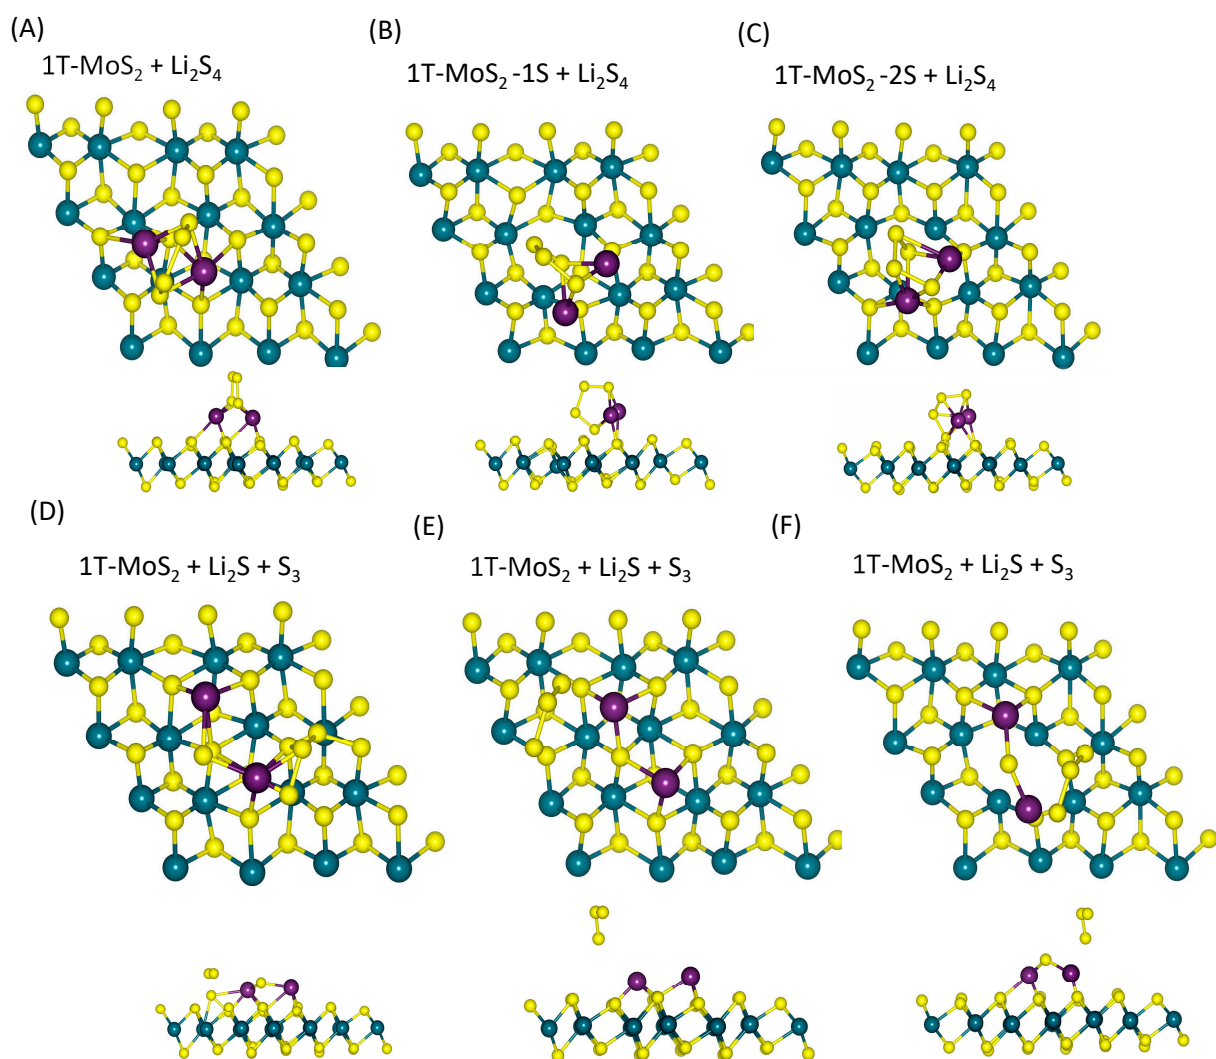 (A)
1T-MoS₂ + Li₂S₄
(B)
1T-MoS₂ -1S + Li₂S₄
(C)
1T-MoS₂ -2S + Li₂S₄
(D)
1T-MoS₂ + Li₂S + S₃
(E)
1T-MoS₂ + Li₂S + S₃
(F)
1T-MoS₂ + Li₂S + S₃